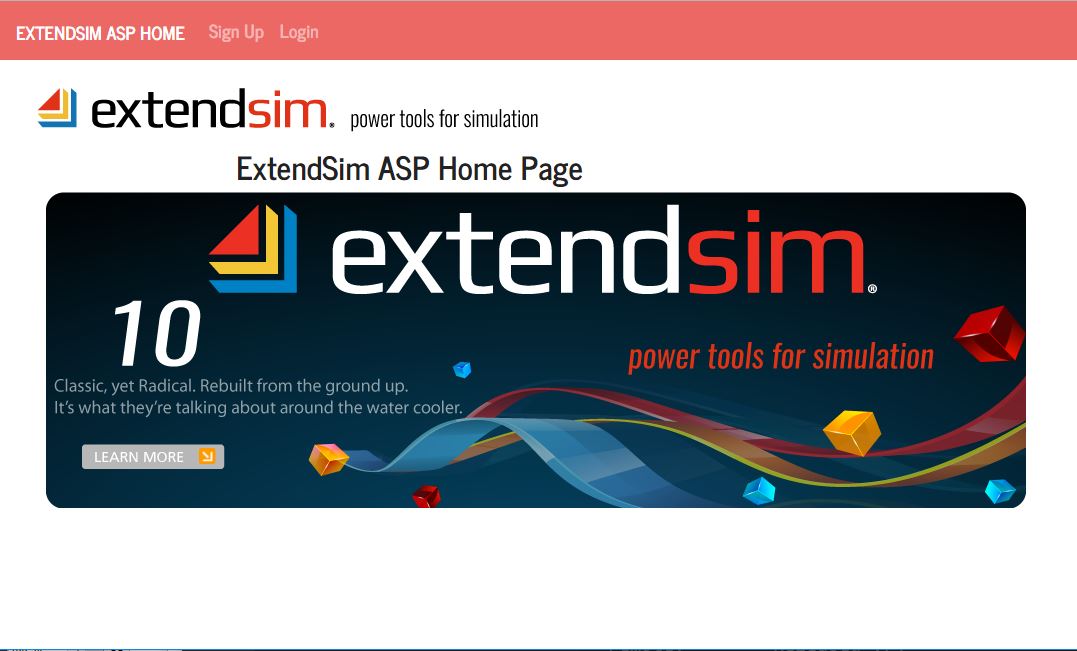 EXTENDSIM ASP HOME Sign Up Login
extendsim® power tools for simulation
ExtendSim ASP Home Page
extendsim®
10
power tools for simulation
Classic, yet Radical. Rebuilt from the ground up.
It's what they're talking about around the water cooler.
LEARN MORE